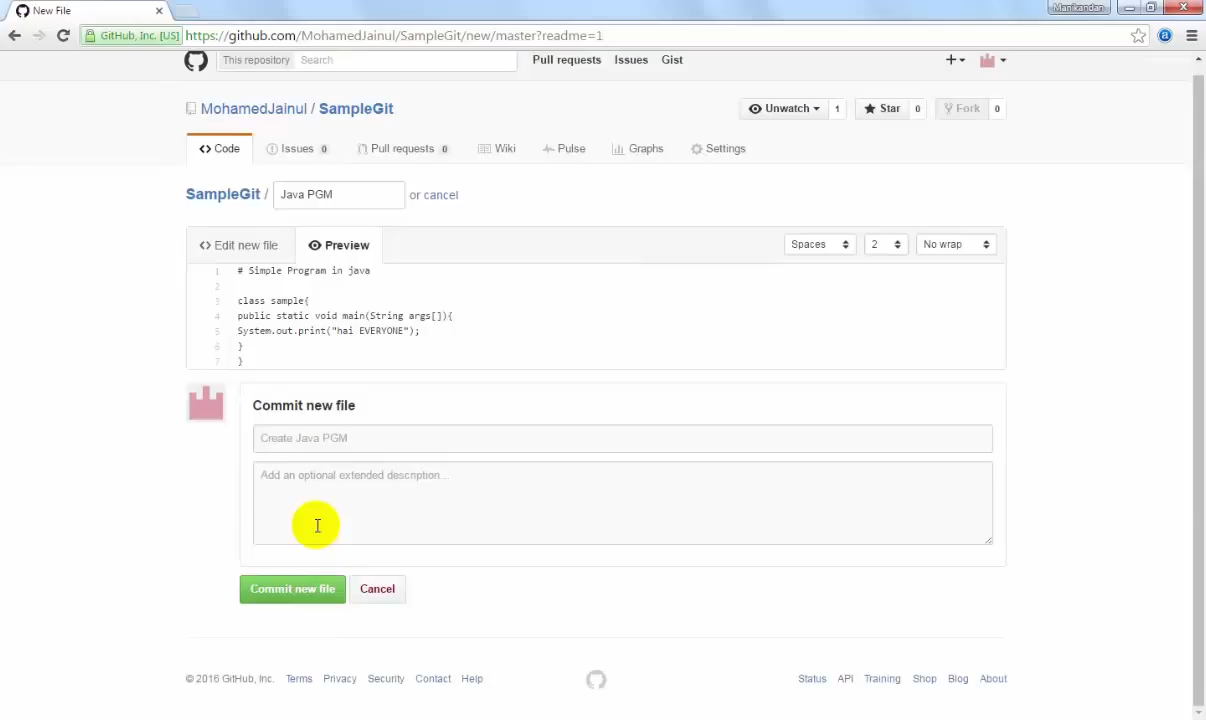 New File
Manikandan
GitHub, Inc. [US] https://github.com/MohamedJainul/SampleGit/new/master?readme=1
This repository Search Pull requests Issues Gist
MohamedJainul / SampleGit Unwatch 1 Star 0 Fork 0
Code Issues 0 Pull requests 0 Wiki Pulse Graphs Settings
SampleGit / Java PGM or cancel
Edit new file Preview Spaces 2 No wrap
1 # Simple Program in java
2
3 class sample{
4 public static void main(String args[]){
5 System.out.print("hai EVERYONE");
6 }
7 }
Commit new file
Create Java PGM
Add an optional extended description...
Commit new file Cancel
© 2016 GitHub, Inc. Terms Privacy Security Contact Help Status API Training Shop Blog About